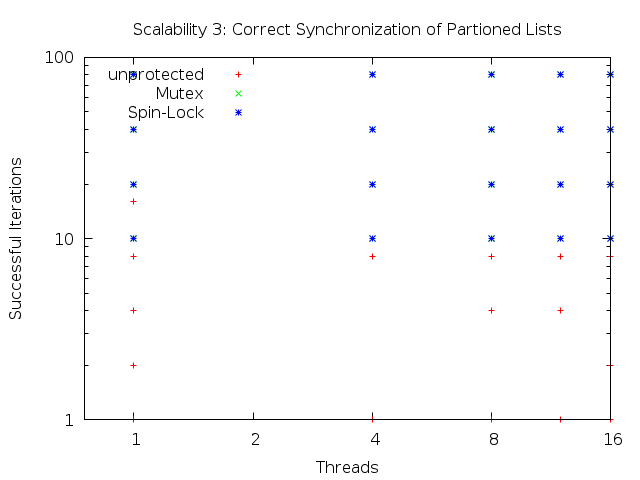 Scalability 3: Correct Synchronization of Partioned Lists
100
unprotected
Mutex
Spin-Lock
10
1
Successful Iterations
1 2 4 8 16
Threads